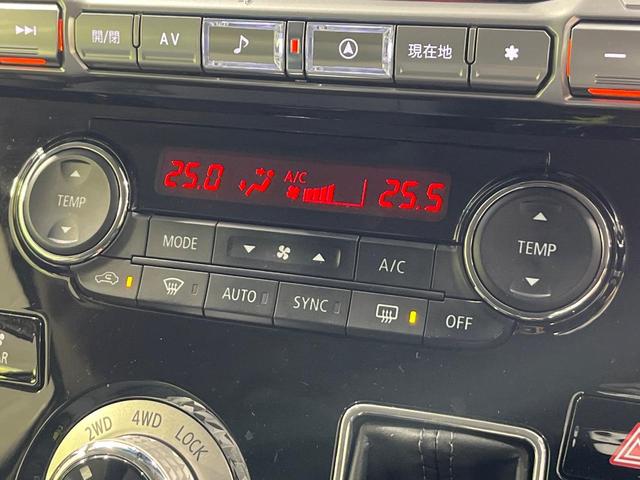 開/閉 AV 現在地
25.0 A/C 25.5
TEMP
TEMP
MODE A/C
AUTO SYNC OFF
2WD 4WD LOCK